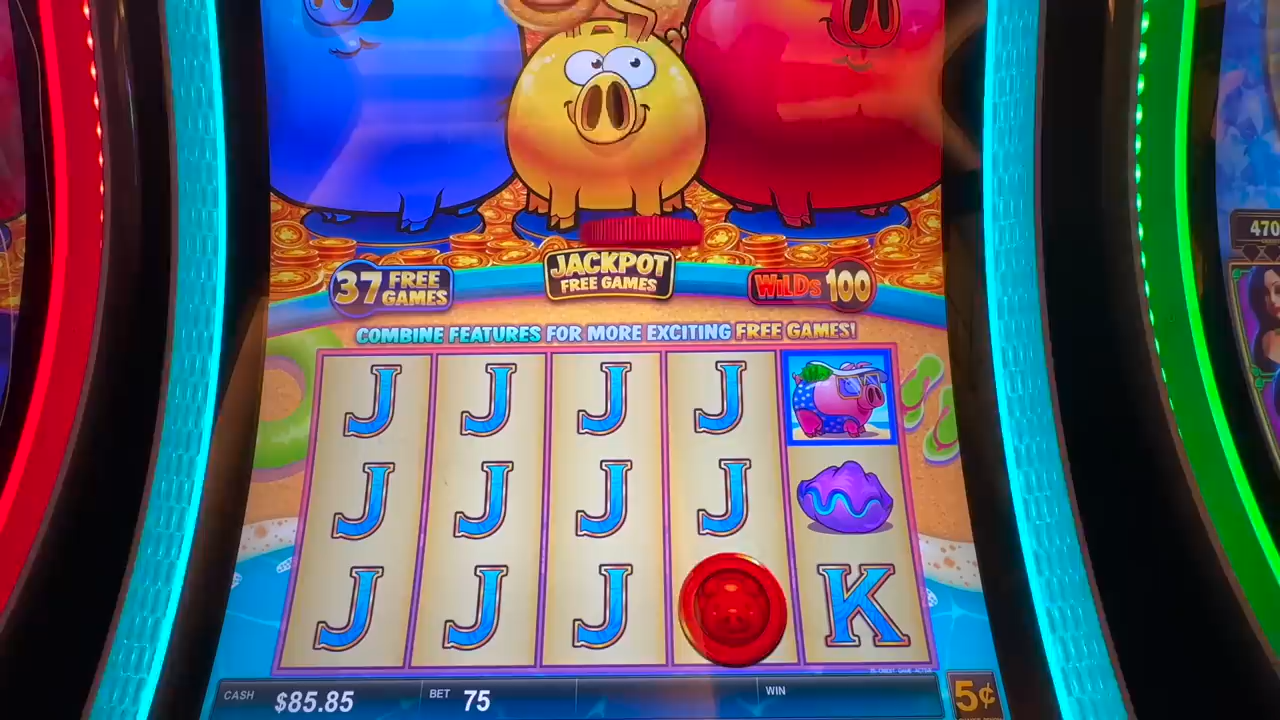 37 FREE GAMES
JACKPOT
FREE GAMES
WILDS 100
COMBINE FEATURES FOR MORE EXCITING FREE GAMES!
J J J J
J J J J
J J J K
CASH $85.85 BET 75 WIN 5¢
470